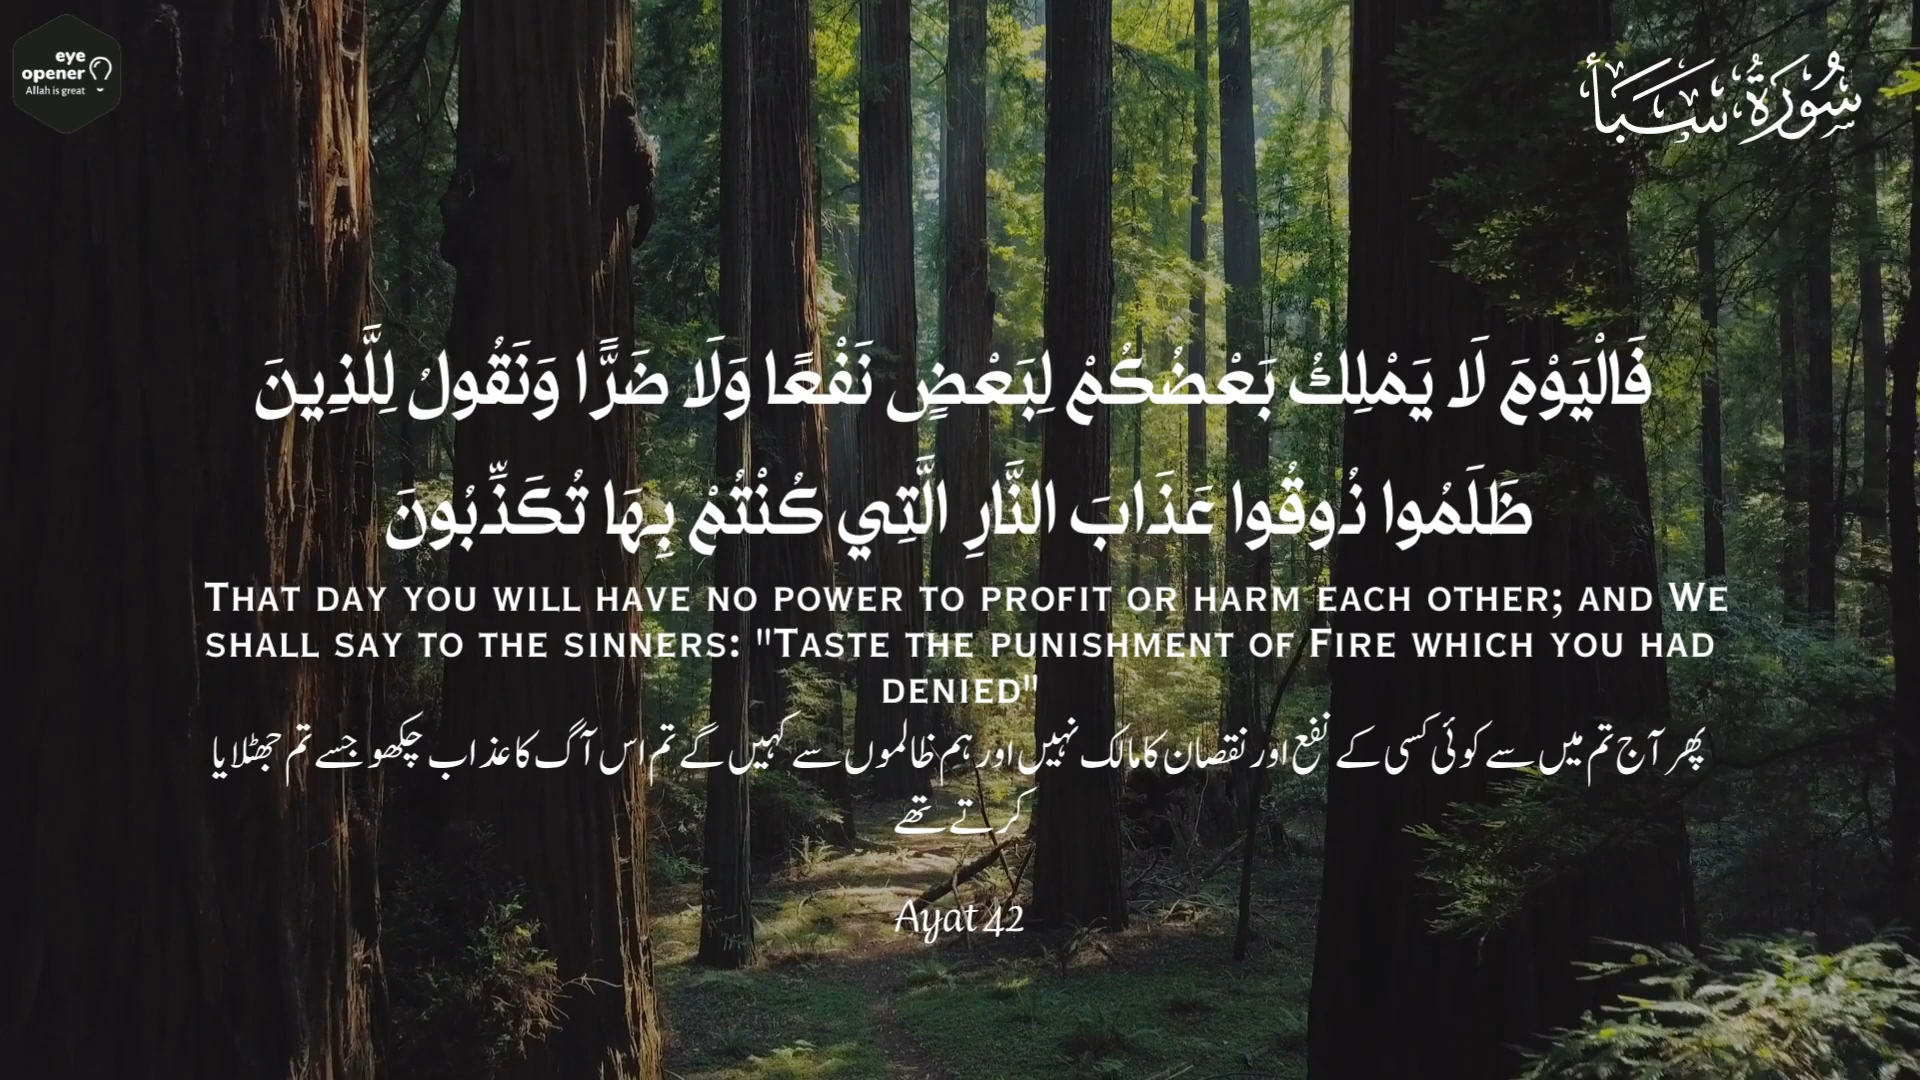 eye
opener
Allah is great
سُورَةُ سَبَأ
فَالْيَوْمَ لَا يَمْلِكُ بَعْضُكُمْ لِبَعْضٍ نَفْعًا وَلَا ضَرًّا وَنَقُولُ لِلَّذِينَ
ظَلَمُوا ذُوقُوا عَذَابَ النَّارِ الَّتِي كُنْتُمْ بِهَا تُكَذِّبُونَ
That day you will have no power to profit or harm each other; and We
shall say to the sinners: "Taste the punishment of Fire which you had
denied"
پھر آج تم میں سے کوئی کسی کے نفع اور نقصان کا مالک نہیں اور ہم ظالموں سے کہیں گے تم اس آگ کا عذاب چکھو جسے تم جھٹلایا
کرتے تھے
Ayat 42